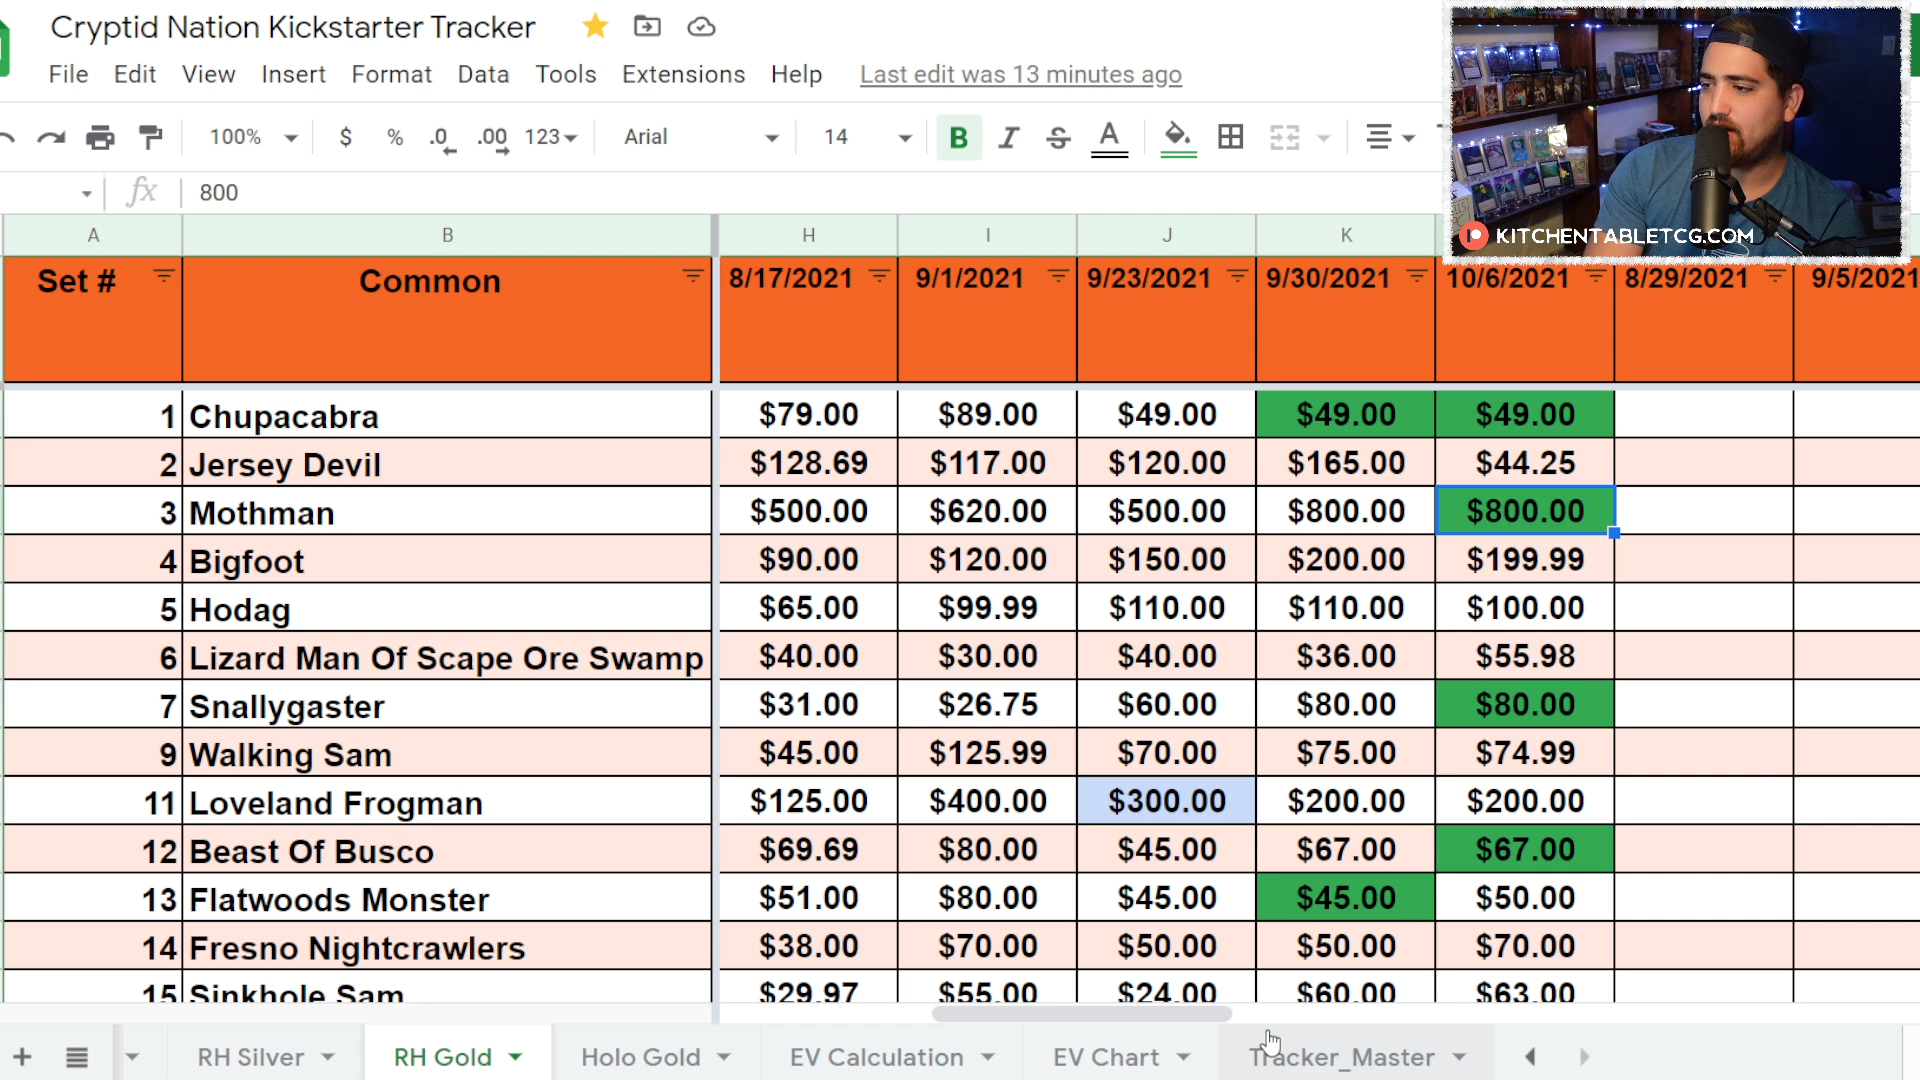 Cryptid Nation Kickstarter Tracker
File Edit View Insert Format Data Tools Extensions Help Last edit was 13 minutes ago
100% $ % .0 .00 123 Arial 14 B I S A
fx 800
A B H I J K
KITCHENTABLETCG.COM
Set # Common 8/17/2021 9/1/2021 9/23/2021 9/30/2021 10/6/2021 8/29/2021 9/5/2021
1 Chupacabra $79.00 $89.00 $49.00 $49.00 $49.00
2 Jersey Devil $128.69 $117.00 $120.00 $165.00 $44.25
3 Mothman $500.00 $620.00 $500.00 $800.00 $800.00
4 Bigfoot $90.00 $120.00 $150.00 $200.00 $199.99
5 Hodag $65.00 $99.99 $110.00 $110.00 $100.00
6 Lizard Man Of Scape Ore Swamp $40.00 $30.00 $40.00 $36.00 $55.98
7 Snallygaster $31.00 $26.75 $60.00 $80.00 $80.00
9 Walking Sam $45.00 $125.99 $70.00 $75.00 $74.99
11 Loveland Frogman $125.00 $400.00 $300.00 $200.00 $200.00
12 Beast Of Busco $69.69 $80.00 $45.00 $67.00 $67.00
13 Flatwoods Monster $51.00 $80.00 $45.00 $45.00 $50.00
14 Fresno Nightcrawlers $38.00 $70.00 $50.00 $50.00 $70.00
15 Sinkhole Sam $29.97 $55.00 $24.00 $60.00 $63.00
RH Silver RH Gold Holo Gold EV Calculation EV Chart Tracker_Master